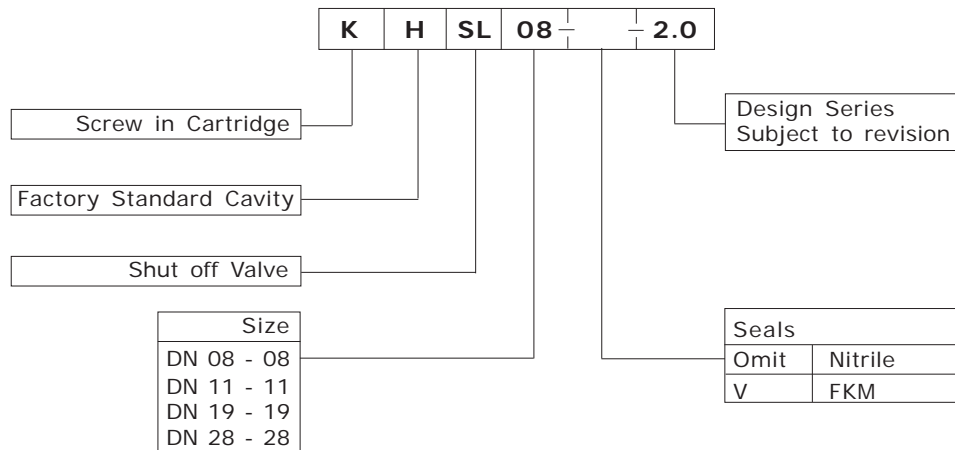 K H SL 08 - - 2.0
Screw in Cartridge
Design Series
Subject to revision
Factory Standard Cavity
Shut off Valve
Size
DN 08 - 08
DN 11 - 11
DN 19 - 19
DN 28 - 28
Seals
Omit Nitrile
V FKM